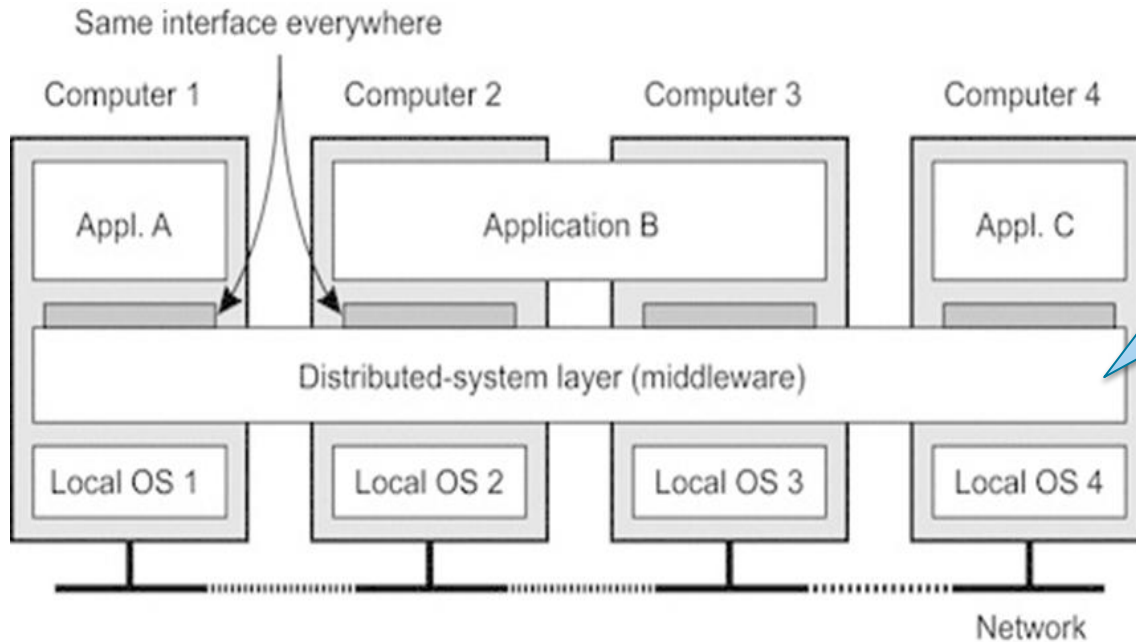 Same interface everywhere
Computer 1
Computer 2
Computer 3
Computer 4
Appl. A
Application B
Appl. C
Distributed-system layer (middleware)
Local OS 1
Local OS 2
Local OS 3
Local OS 4
Network